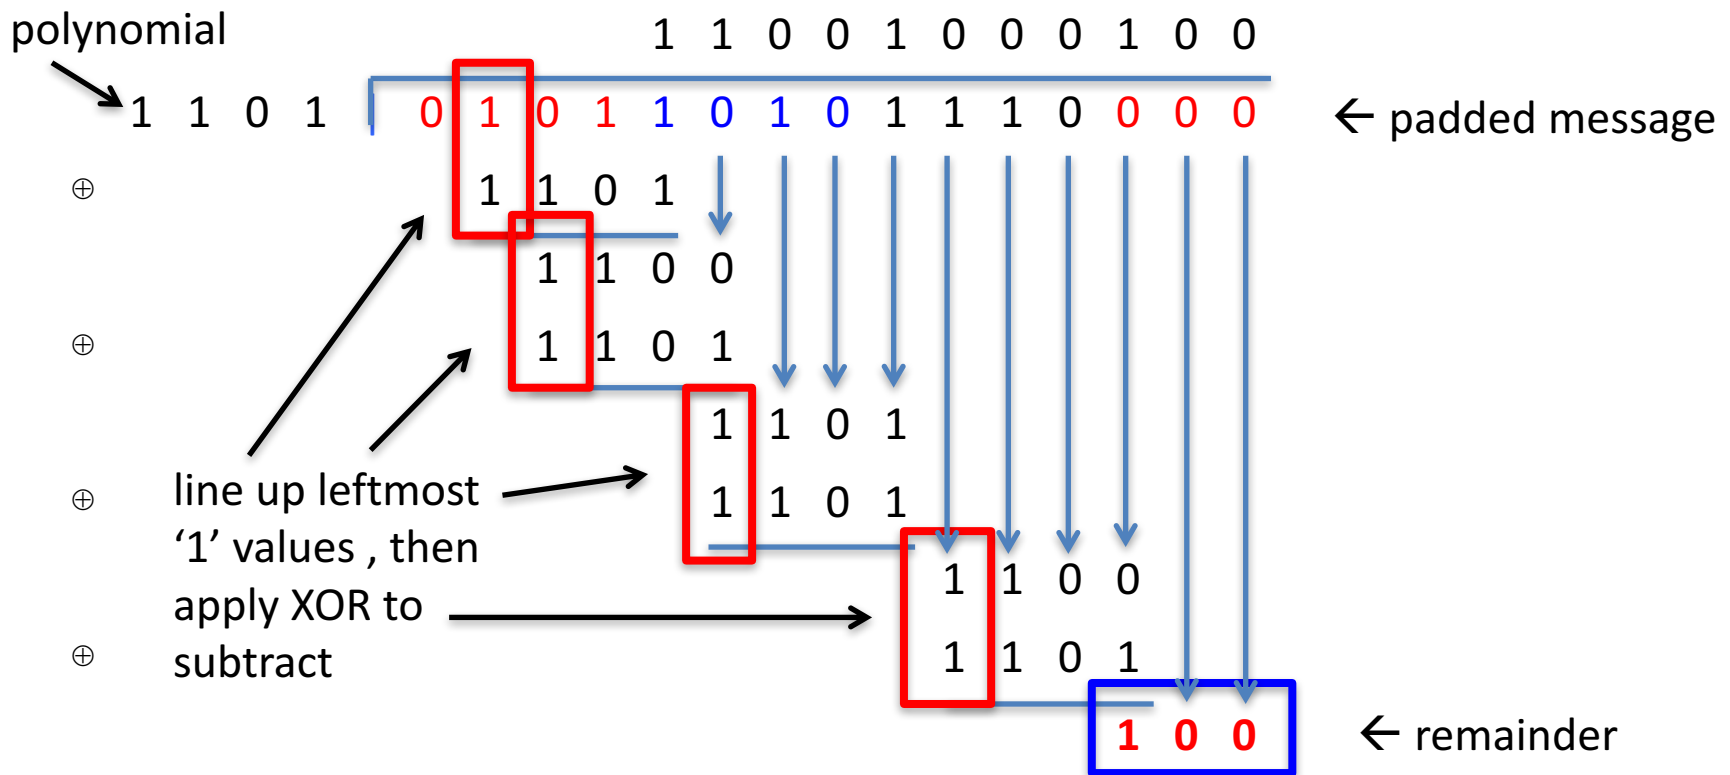 polynomial
1 1 0 0 1 0 0 0 1 0 0
1 1 0 1 0 1 0 1 1 0 1 0 1 1 1 0 0 0 0 ← padded message
⊕ 1 1 0 1
1 1 0 0
⊕ 1 1 0 1
1 1 0 1
⊕ 1 1 0 1
line up leftmost
‘1’ values , then
apply XOR to
subtract
1 1 0 0
⊕ 1 1 0 1
1 0 0 ← remainder